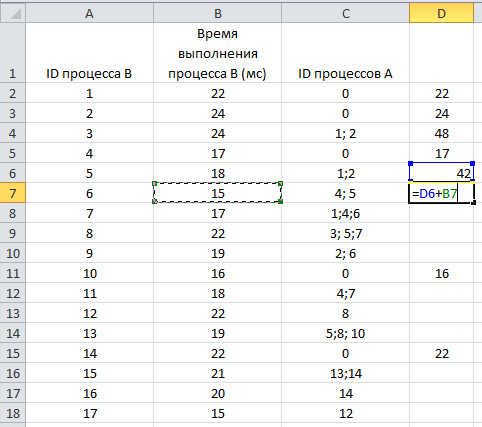 A B C D
Время
выполнения
1 ID процесса B процесса B (мс) ID процессов A
2 1 22 0 22
3 2 24 0 24
4 3 24 1; 2 48
5 4 17 0 17
6 5 18 1;2 42
7 6 15 4; 5 =D6+B7
8 7 17 1;4;6
9 8 22 3; 5;7
10 9 19 2; 6
11 10 16 0 16
12 11 18 4;7
13 12 22 8
14 13 19 5;8; 10
15 14 22 0 22
16 15 21 13;14
17 16 20 14
18 17 15 12